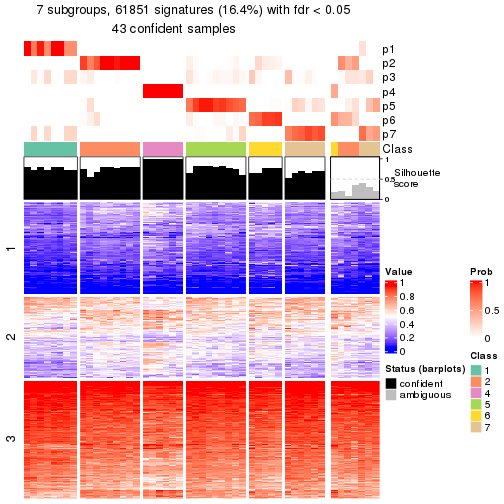 7 subgroups, 61851 signatures (16.4%) with fdr < 0.05
43 confident samples
p1
p2
p3
p4
p5
p6
p7
Class
1
0.5
0
Silhouette
score
1
2
3
Value
1
0.8
0.6
0.4
0.2
0
Status (barplots)
confident
ambiguous
Prob
1
0.5
0
Class
1
2
4
5
6
7